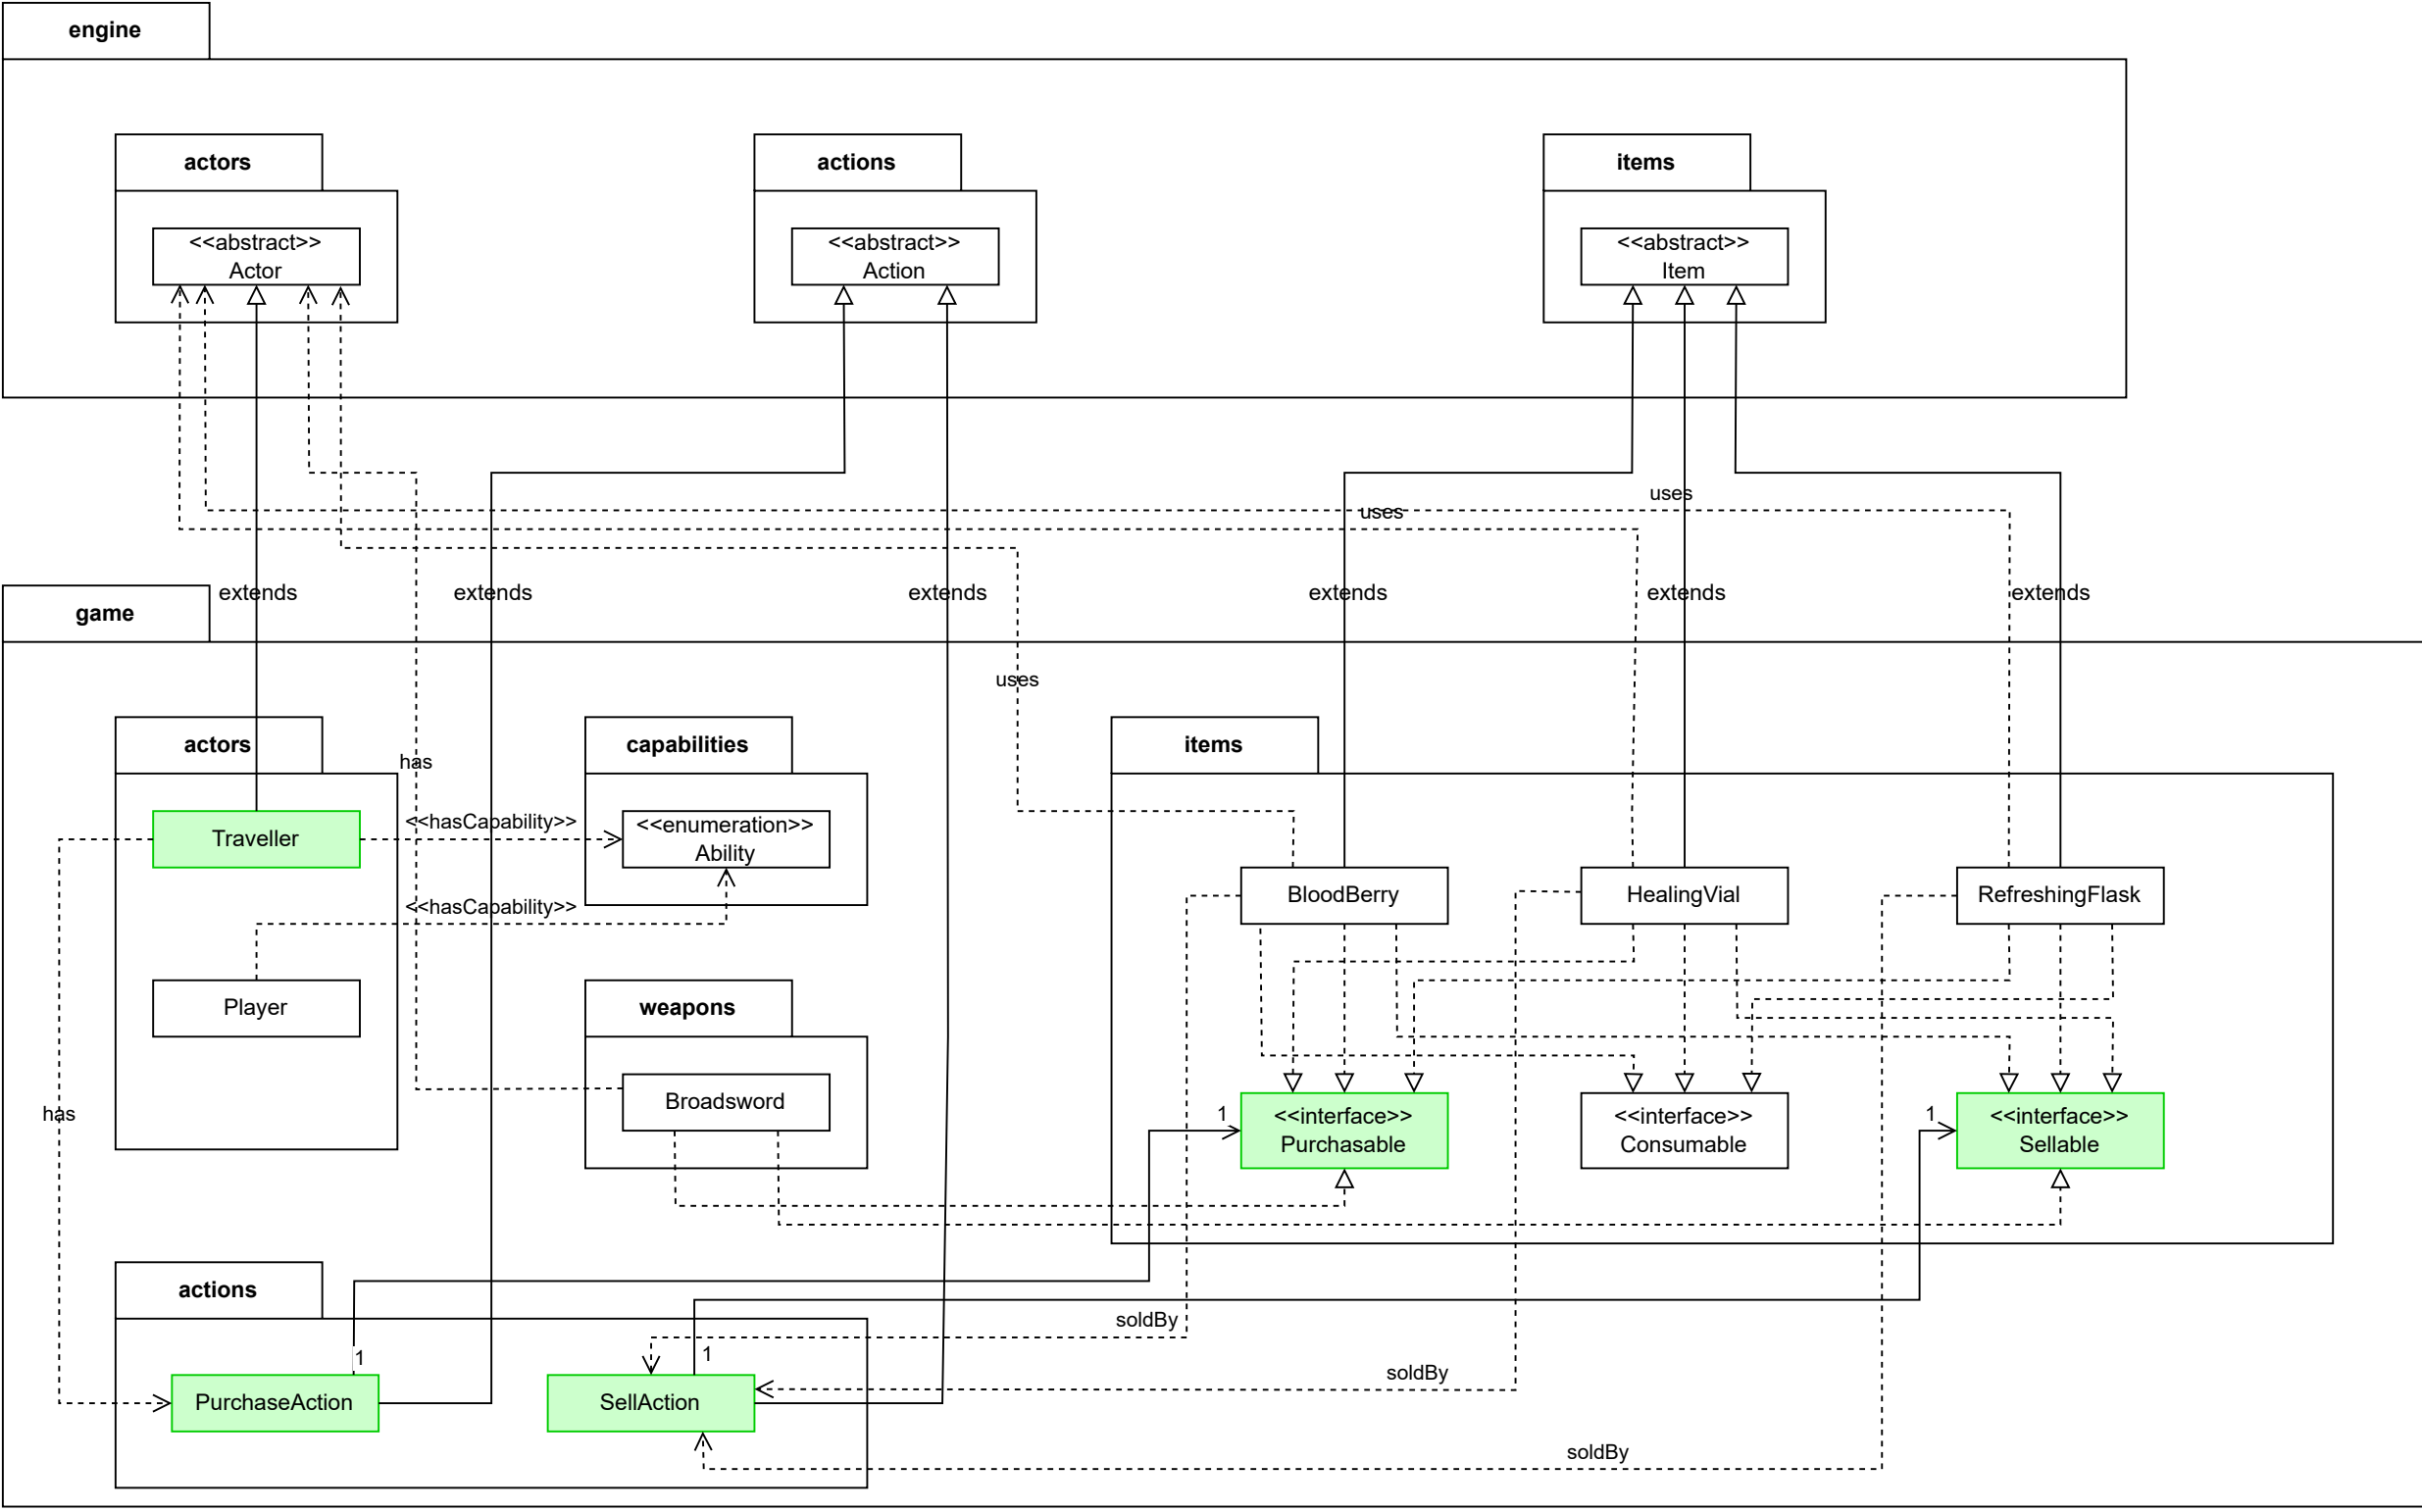 engine
actors
actions
items
<<abstract>>
Actor
<<abstract>>
Action
<<abstract>>
Item
uses
uses
extends
extends
extends
extends
extends
extends
game
uses
actors
capabilities
items
has
Traveller
<<hasCapability>>
<<enumeration>>
Ability
BloodBerry
HealingVial
RefreshingFlask
<<hasCapability>>
Player
weapons
Broadsword
has
1
<<interface>>
Purchasable
<<interface>>
Consumable
1
<<interface>>
Sellable
actions
soldBy
1
1
soldBy
PurchaseAction
SellAction
soldBy